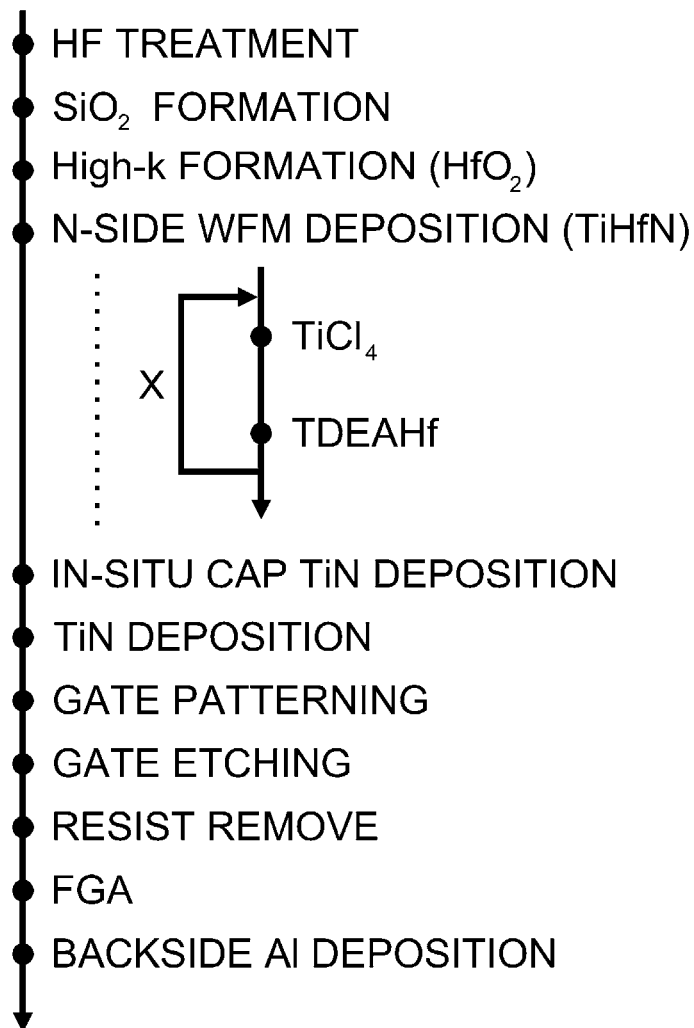 HF TREATMENT
SiO₂ FORMATION
High-k FORMATION (HfO₂)
N-SIDE WFM DEPOSITION (TiHfN)
TiCl₄
X
TDEAHf
IN-SITU CAP TiN DEPOSITION
TiN DEPOSITION
GATE PATTERNING
GATE ETCHING
RESIST REMOVE
FGA
BACKSIDE Al DEPOSITION